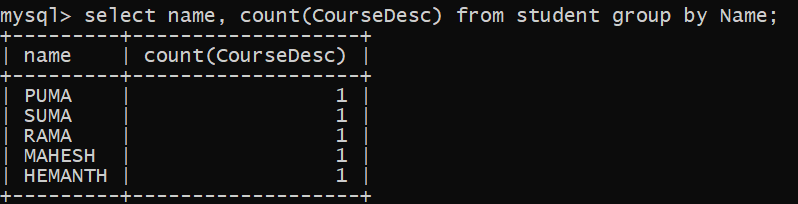 mysql> select name, count(CourseDesc) from student group by Name;
+---------+-------------------+
| name    | count(CourseDesc) |
+---------+-------------------+
| PUMA    |                 1 |
| SUMA    |                 1 |
| RAMA    |                 1 |
| MAHESH  |                 1 |
| HEMANTH |                 1 |
+---------+-------------------+